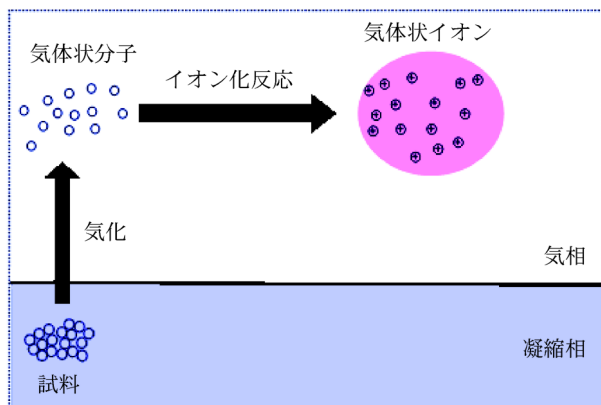 気体状イオン
気体状分子
イオン化反応
気化
気相
凝縮相
試料